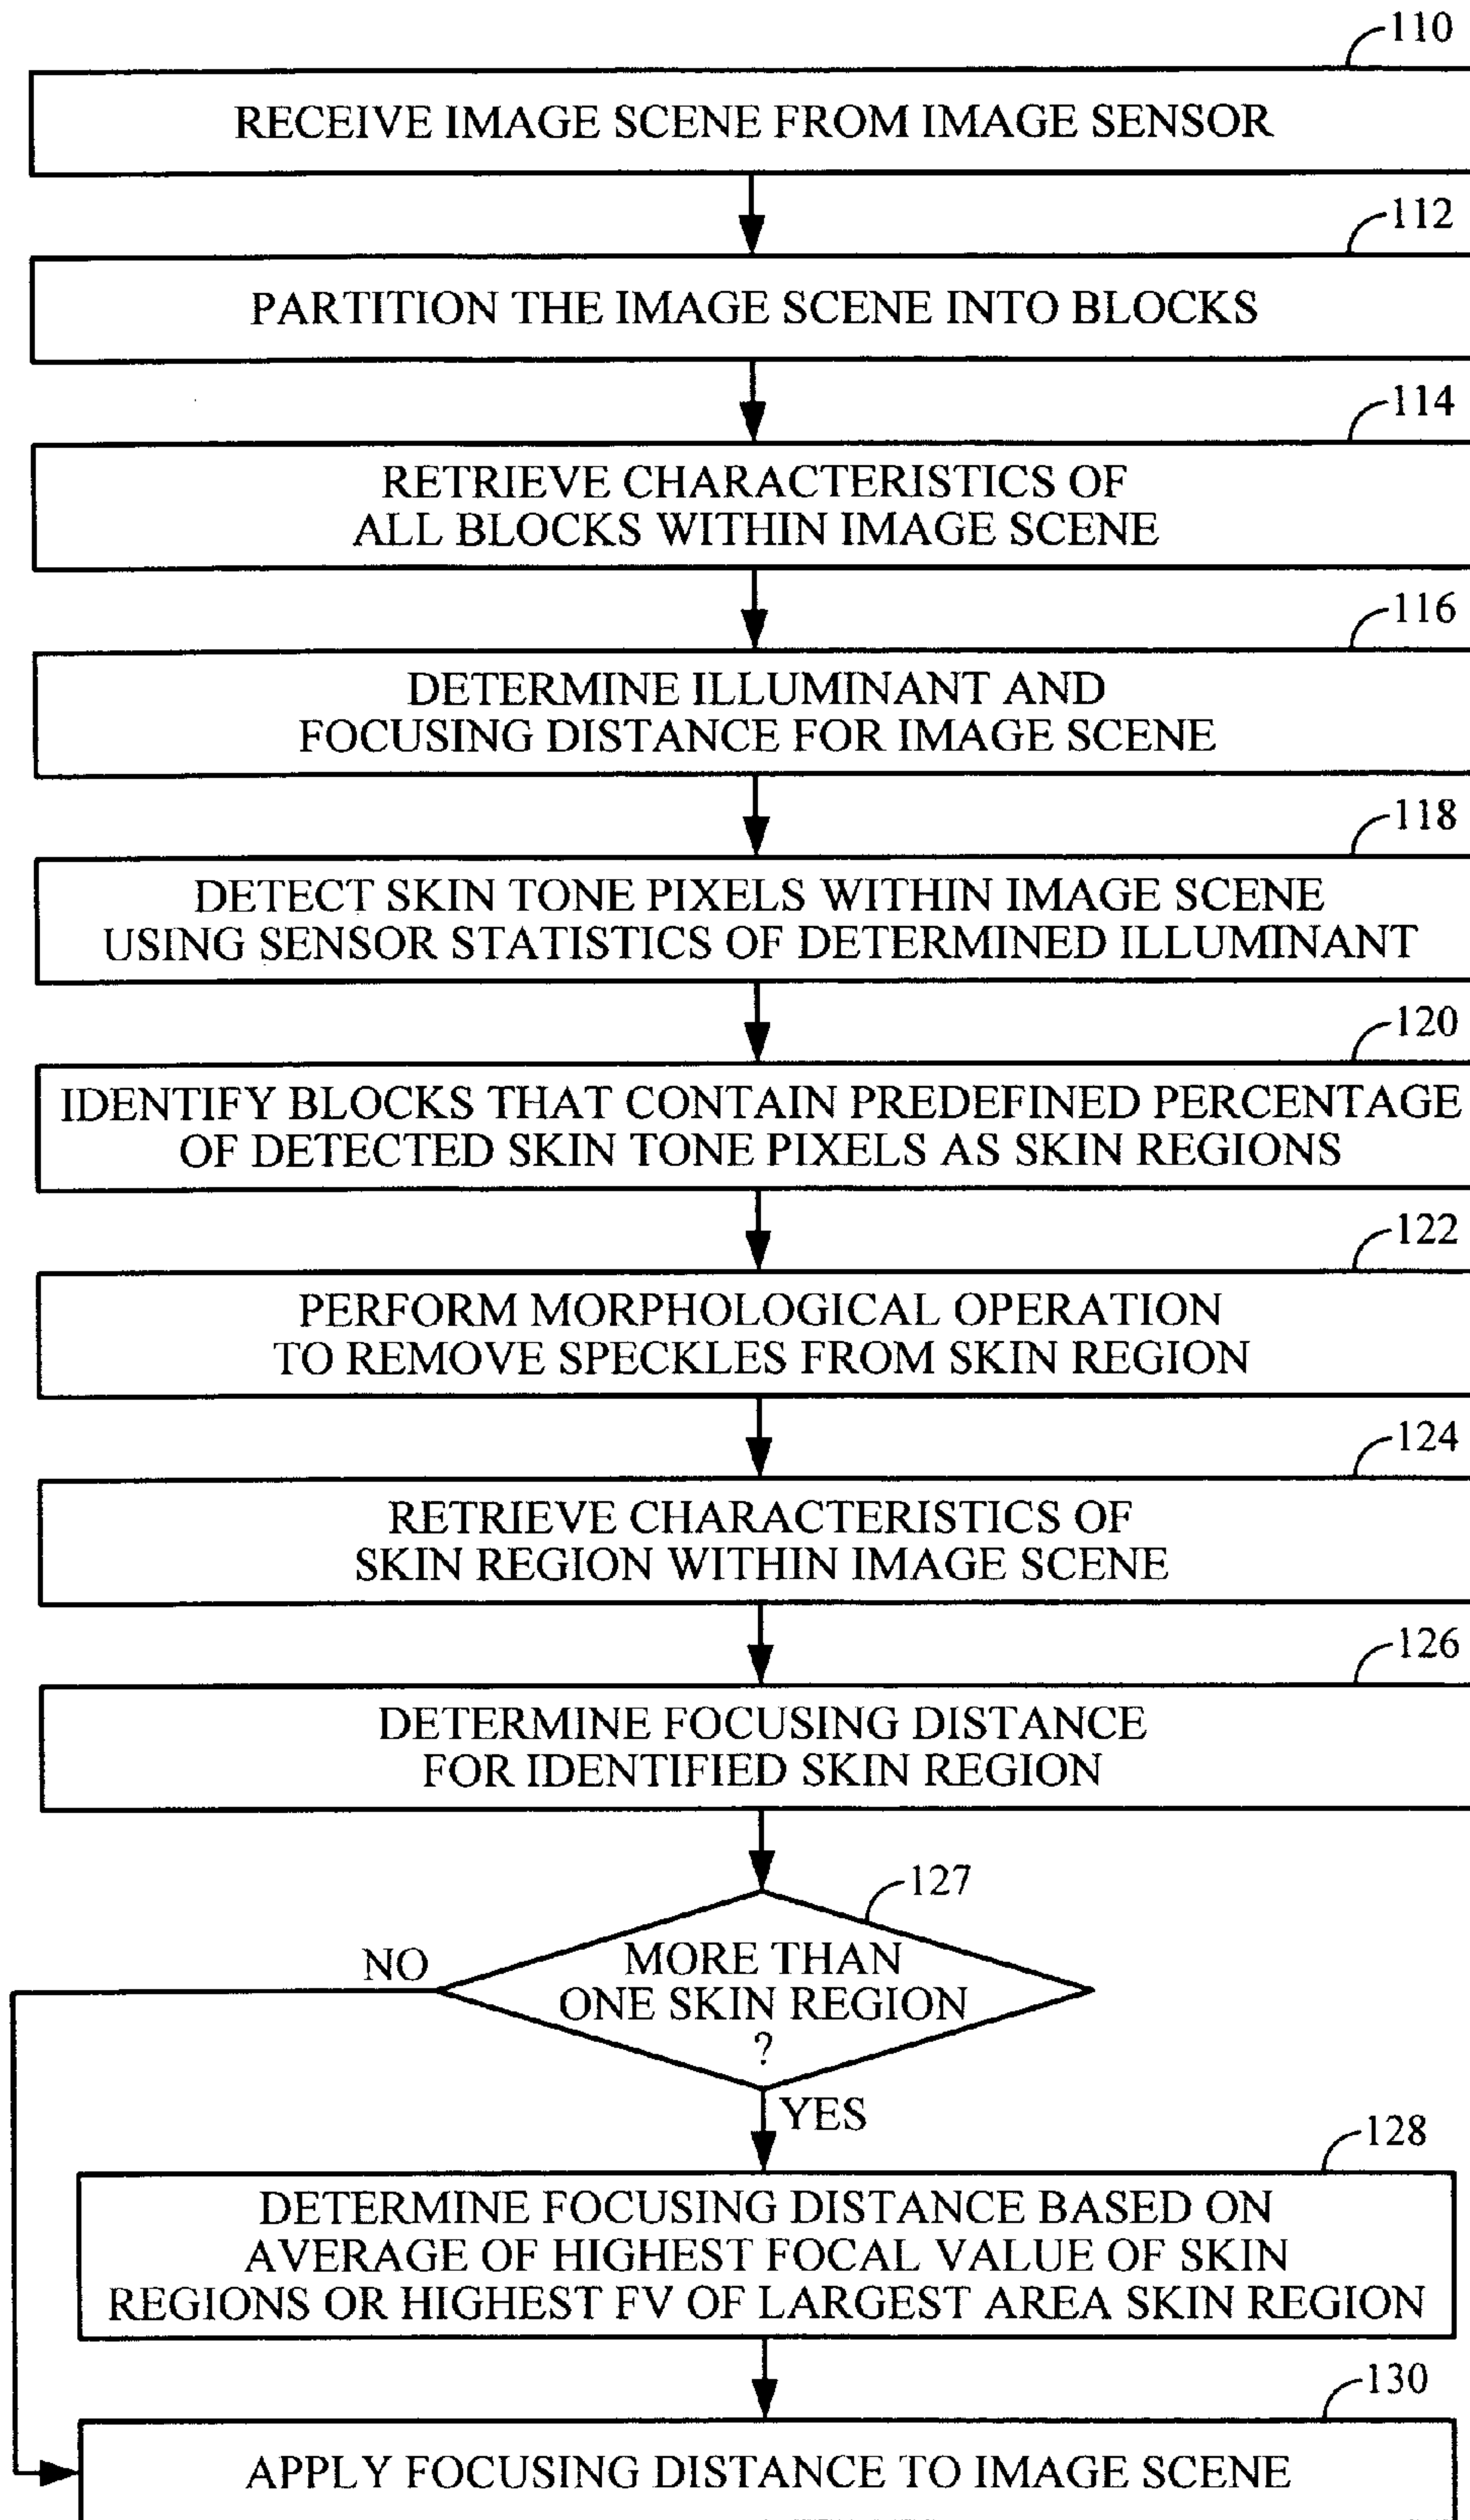 110
RECEIVE IMAGE SCENE FROM IMAGE SENSOR
112
PARTITION THE IMAGE SCENE INTO BLOCKS
114
RETRIEVE CHARACTERISTICS OF
ALL BLOCKS WITHIN IMAGE SCENE
116
DETERMINE ILLUMINANT AND
FOCUSING DISTANCE FOR IMAGE SCENE
118
DETECT SKIN TONE PIXELS WITHIN IMAGE SCENE
USING SENSOR STATISTICS OF DETERMINED ILLUMINANT
120
IDENTIFY BLOCKS THAT CONTAIN PREDEFINED PERCENTAGE
OF DETECTED SKIN TONE PIXELS AS SKIN REGIONS
122
PERFORM MORPHOLOGICAL OPERATION
TO REMOVE SPECKLES FROM SKIN REGION
124
RETRIEVE CHARACTERISTICS OF
SKIN REGION WITHIN IMAGE SCENE
126
DETERMINE FOCUSING DISTANCE
FOR IDENTIFIED SKIN REGION
127
NO
MORE THAN
ONE SKIN REGION
?
YES
128
DETERMINE FOCUSING DISTANCE BASED ON
AVERAGE OF HIGHEST FOCAL VALUE OF SKIN
REGIONS OR HIGHEST FV OF LARGEST AREA SKIN REGION
130
APPLY FOCUSING DISTANCE TO IMAGE SCENE